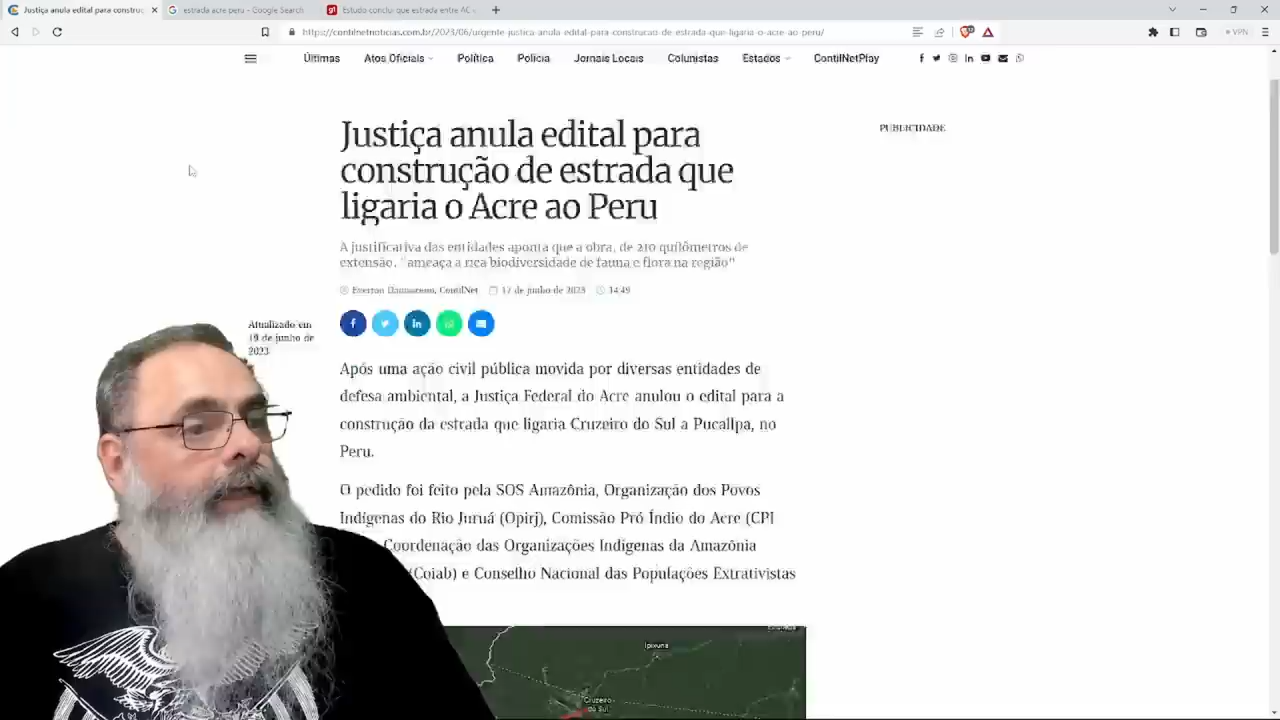 Justiça anula edital para constru
estrada acre peru - Google Search
Estudo conclui que estrada entre AC
https://contilnetnoticias.com.br/2023/06/urgente-justica-anula-edital-para-construcao-de-estrada-que-ligaria-o-acre-ao-peru/
VPN
Últimas
Atos Oficiais
Política
Polícia
Jornais Locais
Colunistas
Estados
ContilNetPlay
PUBLICIDADE
Justiça anula edital para
construção de estrada que
ligaria o Acre ao Peru
A justificativa das entidades aponta que a obra, de 210 quilômetros de
extensão, "ameaça a rica biodiversidade de fauna e flora na região"
Everton Damasceno, ContilNet 17 de junho de 2023 14:49
Atualizado em
19 de junho de
2023
Após uma ação civil pública movida por diversas entidades de
defesa ambiental, a Justiça Federal do Acre anulou o edital para a
construção da estrada que ligaria Cruzeiro do Sul a Pucallpa, no
Peru.
O pedido foi feito pela SOS Amazônia, Organização dos Povos
Indígenas do Rio Juruá (Opirj), Comissão Pró Índio do Acre (CPI
Coordenação das Organizações Indígenas da Amazônia
(Coiab) e Conselho Nacional das Populações Extrativistas
Ipixuna
Cruzeiro
do Sul